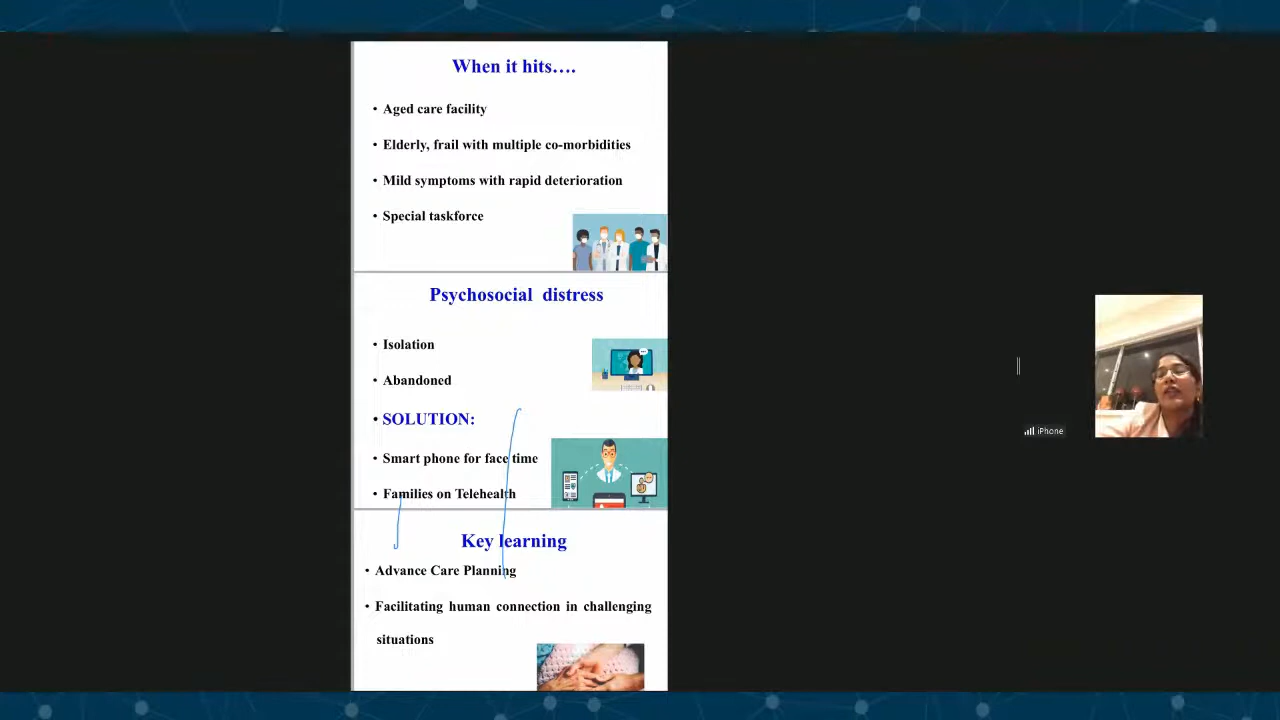 When it hits….
• Aged care facility
• Elderly, frail with multiple co-morbidities
• Mild symptoms with rapid deterioration
• Special taskforce
Psychosocial distress
• Isolation
• Abandoned
• SOLUTION:
• Smart phone for face time
• Families on Telehealth
Key learning
• Advance Care Planning
• Facilitating human connection in challenging
situations
iPhone